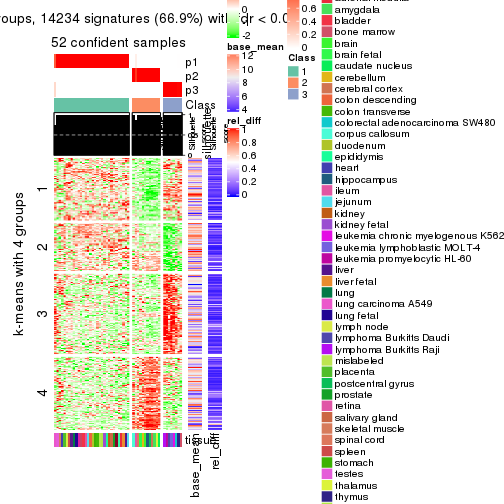 oups, 14234 signatures (66.9%) with fdr < 0.0
52 confident samples
p1
p2
p3
Class
silhouette
1
2
3
4
k-means with 4 groups
tissue
base_mean
rel_diff
0
-2
base_mean
12
10
8
6
4
rel_diff
1
0.8
0.6
0.4
0.2
0
0.6
0.4
0.2
0
Class
1
2
3
amygdala
bladder
bone marrow
brain
brain fetal
caudate nucleus
cerebellum
cerebral cortex
colon descending
colon transverse
colorectal adenocarcinoma SW480
corpus callosum
duodenum
epididymis
heart
hippocampus
ileum
jejunum
kidney
kidney fetal
leukemia chronic myelogenous K562
leukemia lymphoblastic MOLT-4
leukemia promyelocytic HL-60
liver
liver fetal
lung
lung carcinoma A549
lung fetal
lymph node
lymphoma Burkitts Daudi
lymphoma Burkitts Raji
mislabeled
placenta
postcentral gyrus
prostate
retina
salivary gland
skeletal muscle
spinal cord
spleen
stomach
testes
thalamus
thymus